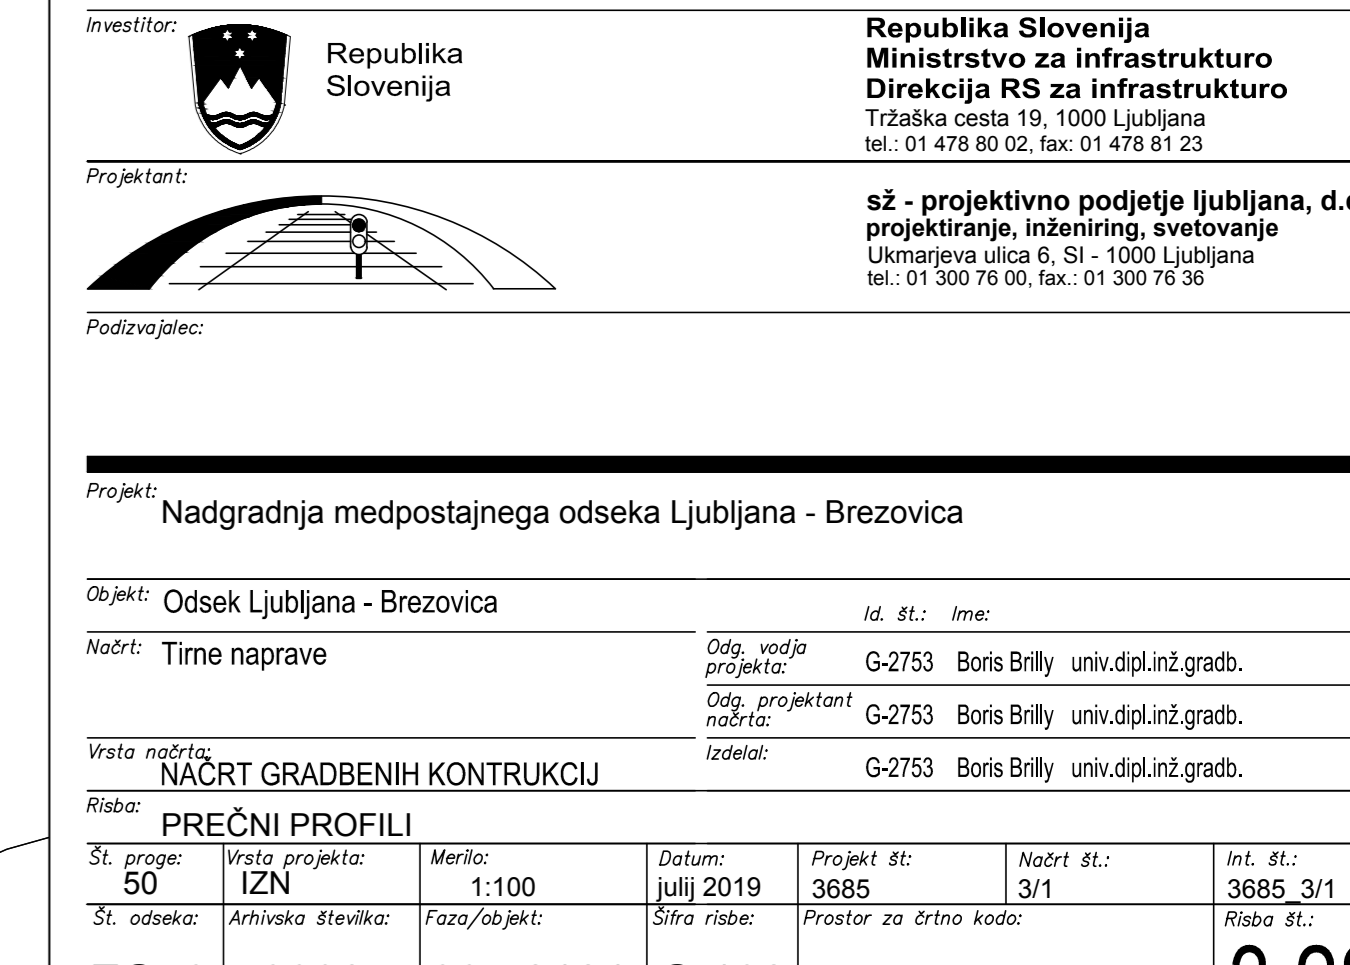 Investitor:
Republika
Slovenija
Republika Slovenija
Ministrstvo za infrastrukturo
Direkcija RS za infrastrukturo
Tržaška cesta 19, 1000 Ljubljana
tel.: 01 478 80 02, fax: 01 478 81 23
Projektant:
sž - projektivno podjetje ljubljana,
projektiranje, inženiring, svetovanje
Ukmarjeva ulica 6, SI - 1000 Ljubljana
tel.: 01 300 76 00, fax.: 01 300 76 36
Podizvajalec:
Projekt: Nadgradnja medpostajnega odseka Ljubljana - Brezovica
Objekt: Odsek Ljubljana - Brezovica
Id. št.: Ime:
Načrt: Tirne naprave
Odg. vodja
projekta: G-2753 Boris Brilly univ.dipl.inž.gradb.
Odg. projektant
načrta: G-2753 Boris Brilly univ.dipl.inž.gradb.
Vrsta načrta: NAČRT GRADBENIH KONTRUKCIJ
Izdelal: G-2753 Boris Brilly univ.dipl.inž.gradb.
Risba: PREČNI PROFILI
Št. proge: Vrsta projekta: Merilo: Datum: Projekt št: Načrt št.: Int. št.:
50 IZN 1:100 julij 2019 3685 3/1 3685_3/1
Št. odseka: Arhivska številka: Faza/objekt: Šifra risbe: Prostor za črtno kodo: Risba št.: